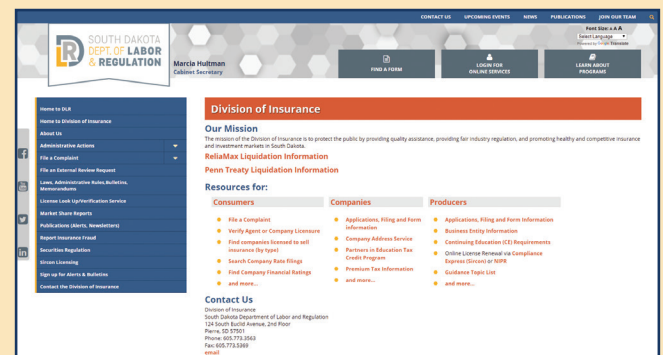 CONTACT US UPCOMING EVENTS NEWS PUBLICATIONS JOIN OUR TEAM
SOUTH DAKOTA
DEPT. OF LABOR
& REGULATION
Marcia Hultman
Cabinet Secretary
Font Size: A A A
Select Language
Powered by Google Translate
FIND A FORM
LOGIN FOR
ONLINE SERVICES
LEARN ABOUT
PROGRAMS
Home to DLR
Home to Division of Insurance
About Us
Administrative Actions
File a Complaint
File an External Review Request
Laws, Administrative Rules,Bulletins,
Memorandums
License Look Up/Verification Service
Market Share Reports
Publications (Alerts, Newsletters)
Report Insurance Fraud
Securities Regulation
Sircon Licensing
Sign up for Alerts & Bulletins
Contact the Division of Insurance
Division of Insurance
Our Mission
The mission of the Division of Insurance is to protect the public by providing quality assistance, providing fair industry regulation, and promoting healthy and competitive insurance
and investment markets in South Dakota.
ReliaMax Liquidation Information
Penn Treaty Liquidation Information
Resources for:
Consumers
File a Complaint
Verify Agent or Company Licensure
Find companies licensed to sell
insurance (by type)
Search Company Rate Filings
Find Company Financial Ratings
and more...
Companies
Applications, Filing and Form
Information
Company Address Service
Partners in Education Tax
Credit Program
Premium Tax Information
and more...
Producers
Applications, Filing and Form Information
Business Entity Information
Continuing Education (CE) Requirements
Online License Renewal via Compliance
Express (Sircon) or NIPR
Guidance Topic List
and more...
Contact Us
Division of Insurance
South Dakota Department of Labor and Regulation
124 South Euclid Avenue, 2nd Floor
Pierre, SD 57501
Phone: 605.773.3563
Fax: 605.773.5369
email